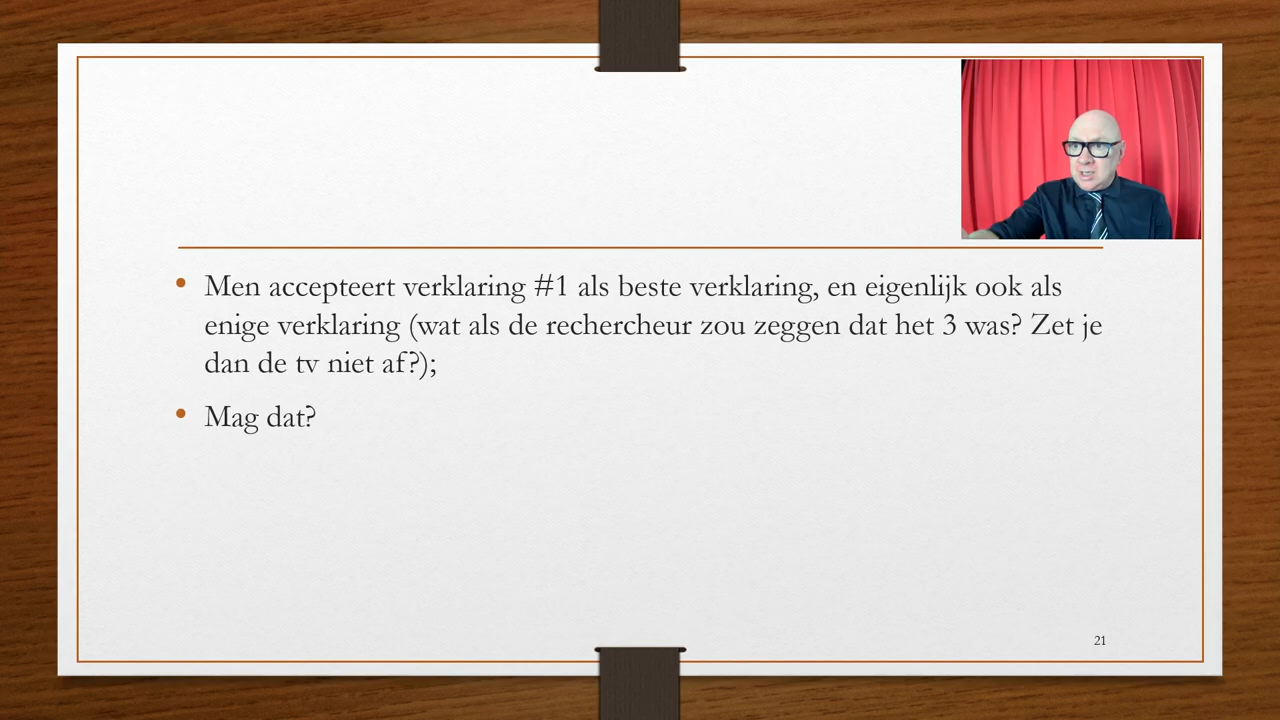 • Men accepteert verklaring #1 als beste verklaring, en eigenlijk ook als
enige verklaring (wat als de rechercheur zou zeggen dat het 3 was? Zet je
dan de tv niet af?);
• Mag dat?
21